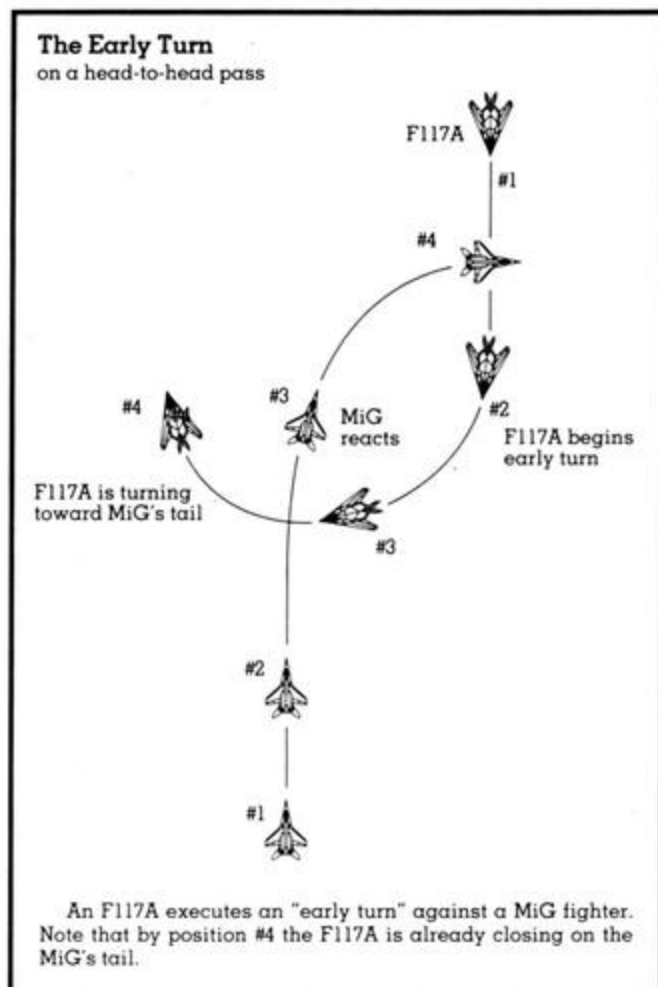 The Early Turn
on a head-to-head pass
F117A
#1
#4
#3
MiG
reacts
#4
#2
F117A begins
early turn
F117A is turning
toward MiG's tail
#3
#2
#1
An F117A executes an "early turn" against a MiG fighter.
Note that by position #4 the F117A is already closing on the
MiG's tail.